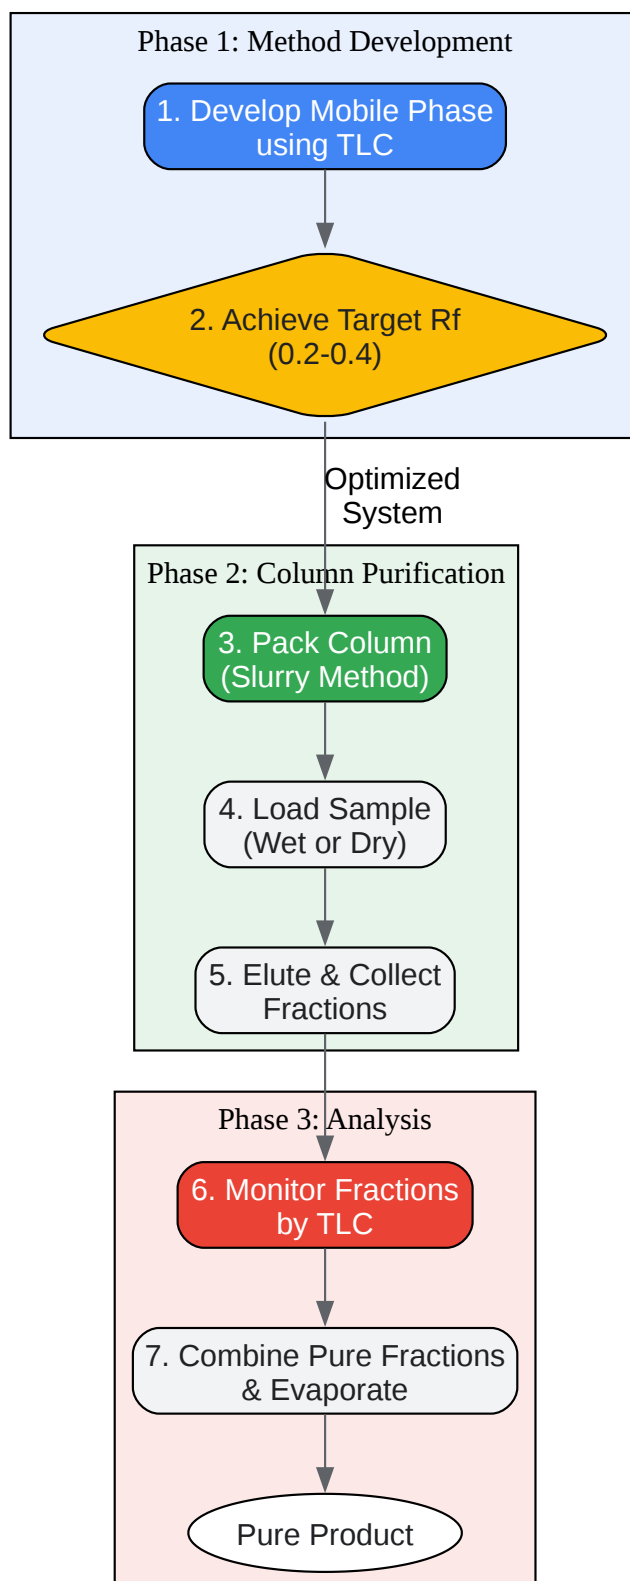 Phase 1: Method Development
1. Develop Mobile Phase
using TLC
2. Achieve Target Rf
(0.2-0.4)
Optimized
System
Phase 2: Column Purification
3. Pack Column
(Slurry Method)
4. Load Sample
(Wet or Dry)
5. Elute & Collect
Fractions
Phase 3: Analysis
6. Monitor Fractions
by TLC
7. Combine Pure Fractions
& Evaporate
Pure Product